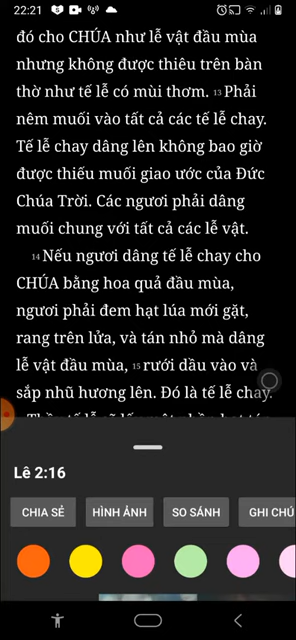 22:21
đó cho CHÚA như lễ vật đầu mùa
nhưng không được thiêu trên bàn
thờ như tế lễ có mùi thơm. 13 Phải
nêm muối vào tất cả các tế lễ chay.
Tế lễ chay dâng lên không bao giờ
được thiếu muối giao ước của Đức
Chúa Trời. Các ngươi phải dâng
muối chung với tất cả các lễ vật.
14 Nếu ngươi dâng tế lễ chay cho
CHÚA bằng hoa quả đầu mùa,
ngươi phải đem hạt lúa mới gặt,
rang trên lửa, và tán nhỏ mà dâng
lễ vật đầu mùa, 15 rưới dầu vào và
sắp nhũ hương lên. Đó là tế lễ chay.
Lê 2:16
CHIA SẺ
HÌNH ẢNH
SO SÁNH
GHI CHÚ